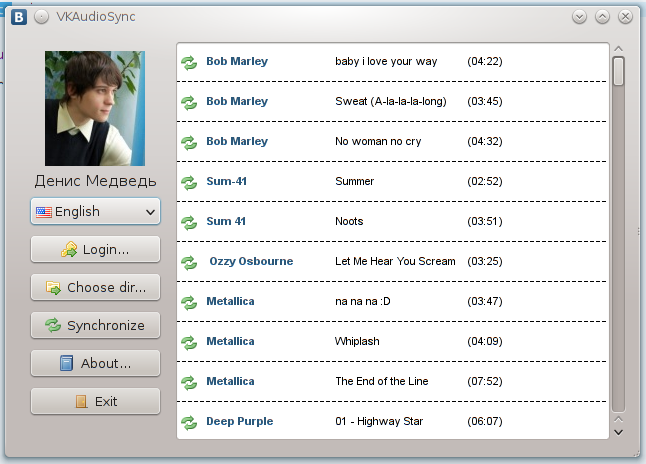 B VKAudioSync
Денис Медведь
English
Login...
Choose dir...
Synchronize
About...
Exit
Bob Marley baby i love your way (04:22)
Bob Marley Sweat (A-la-la-la-long) (03:45)
Bob Marley No woman no cry (04:32)
Sum-41 Summer (02:52)
Sum 41 Noots (03:51)
Ozzy Osbourne Let Me Hear You Scream (03:25)
Metallica na na na :D (03:47)
Metallica Whiplash (04:09)
Metallica The End of the Line (07:52)
Deep Purple 01 - Highway Star (06:07)